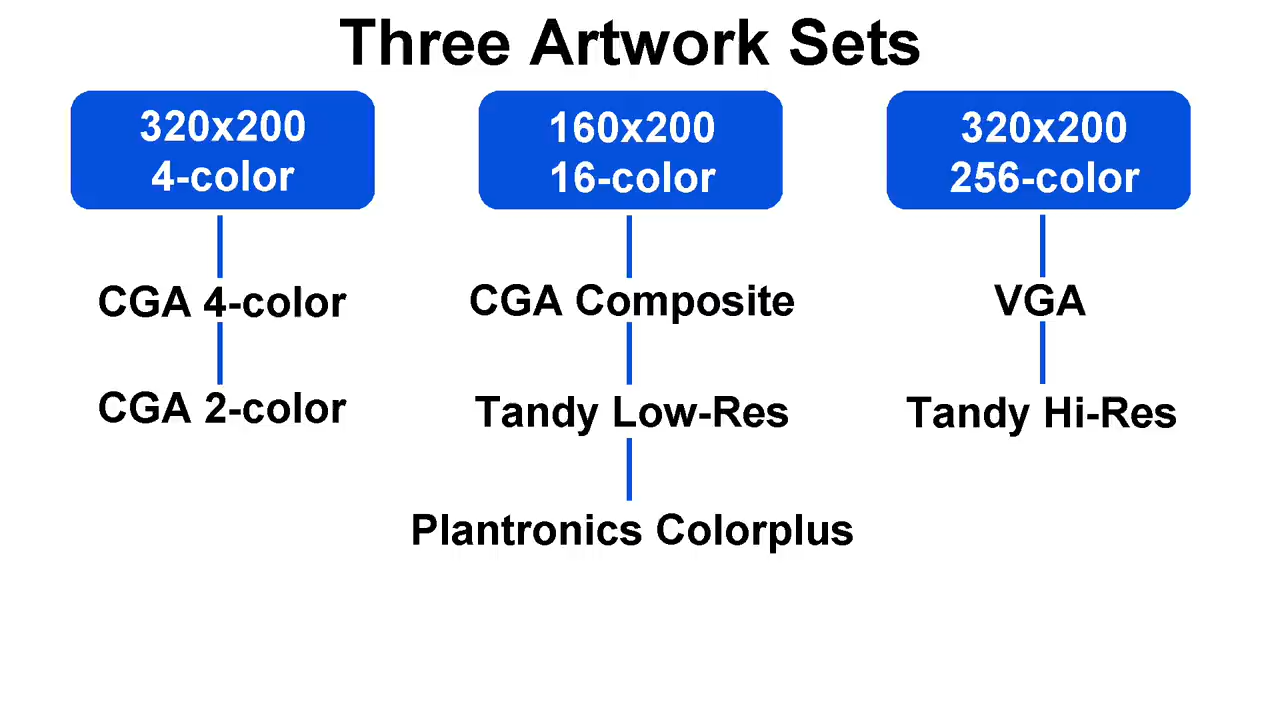 Three Artwork Sets
320x200
4-color
160x200
16-color
320x200
256-color
CGA 4-color
CGA Composite
VGA
CGA 2-color
Tandy Low-Res
Tandy Hi-Res
Plantronics Colorplus